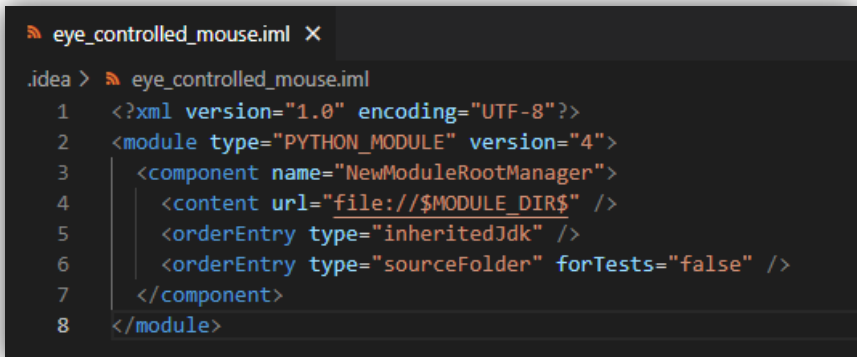 eye_controlled_mouse.iml ×
.idea > eye_controlled_mouse.iml
1 <?xml version="1.0" encoding="UTF-8"?>
2 <module type="PYTHON_MODULE" version="4">
3   <component name="NewModuleRootManager">
4     <content url="file://$MODULE_DIR$" />
5     <orderEntry type="inheritedJdk" />
6     <orderEntry type="sourceFolder" forTests="false" />
7   </component>
8 </module>